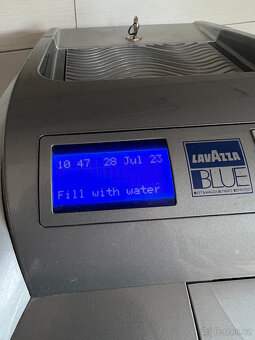 10 47 28 Jul 23
Fill with water
LAVAZZA
BLUE